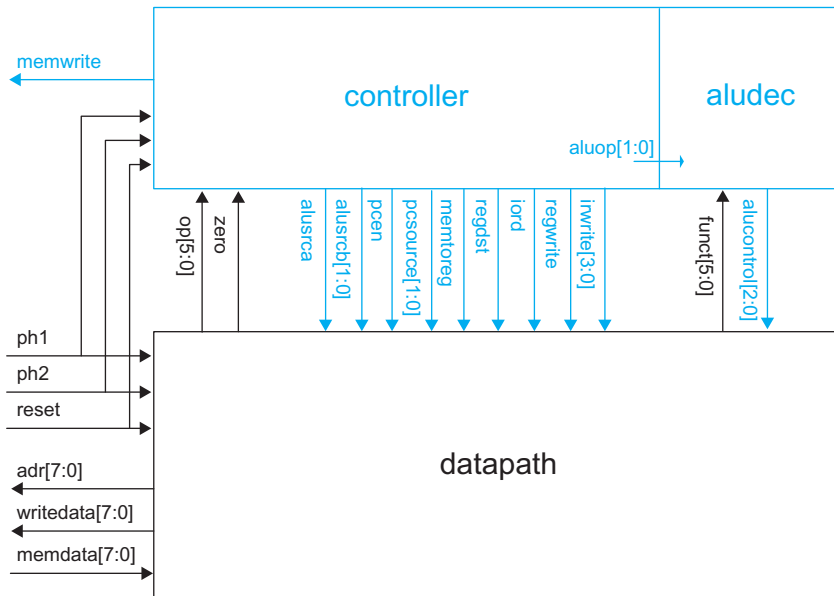 memwrite
controller
aludec
aluop[1:0]
op[5:0]
zero
alusrca
alusrcb[1:0]
pcen
pcsource[1:0]
memtoreg
regdst
iord
regwrite
irwrite[3:0]
funct[5:0]
alucontrol[2:0]
ph1
ph2
reset
adr[7:0]
writedata[7:0]
memdata[7:0]
datapath